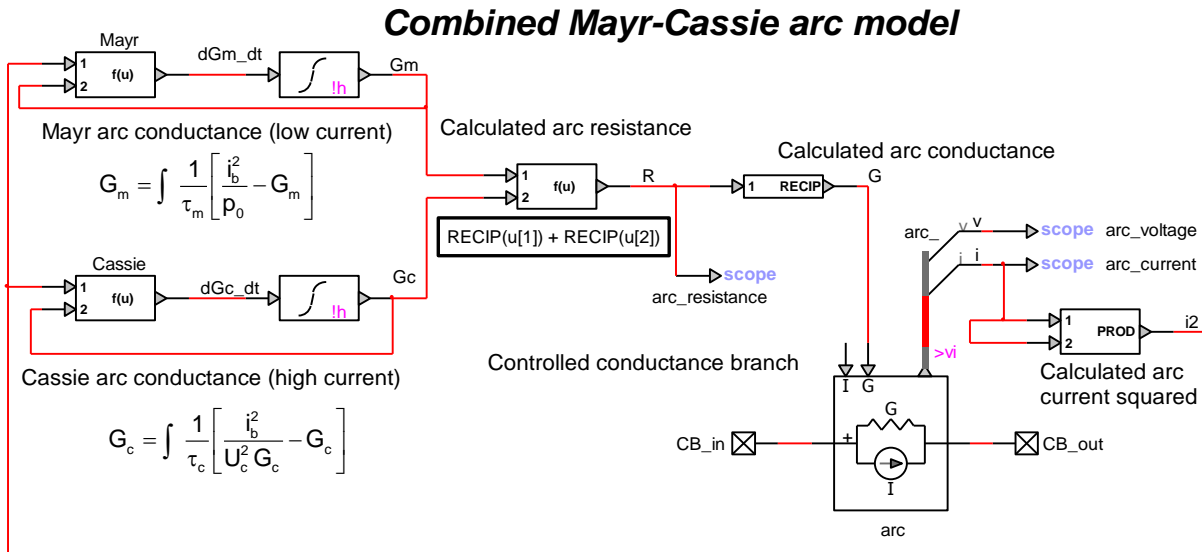 Combined Mayr-Cassie arc model
Mayr
1
2
f(u)
dGm_dt
!h
Gm
Mayr arc conductance (low current)
G_m = ∫ 1/τ_m [ i_b^2/p_0 − G_m ]
Cassie
1
2
f(u)
dGc_dt
!h
Gc
Cassie arc conductance (high current)
G_c = ∫ 1/τ_c [ i_b^2/(U_c^2 G_c) − G_c ]
Calculated arc resistance
1
2
f(u)
R
RECIP(u[1]) + RECIP(u[2])
scope
arc_resistance
Calculated arc conductance
1 RECIP
G
arc_
v v
scope arc_voltage
i i
scope arc_current
>vi
1
2
PROD
i2
Calculated arc
current squared
Controlled conductance branch
I G
CB_in
+
G
I
CB_out
arc